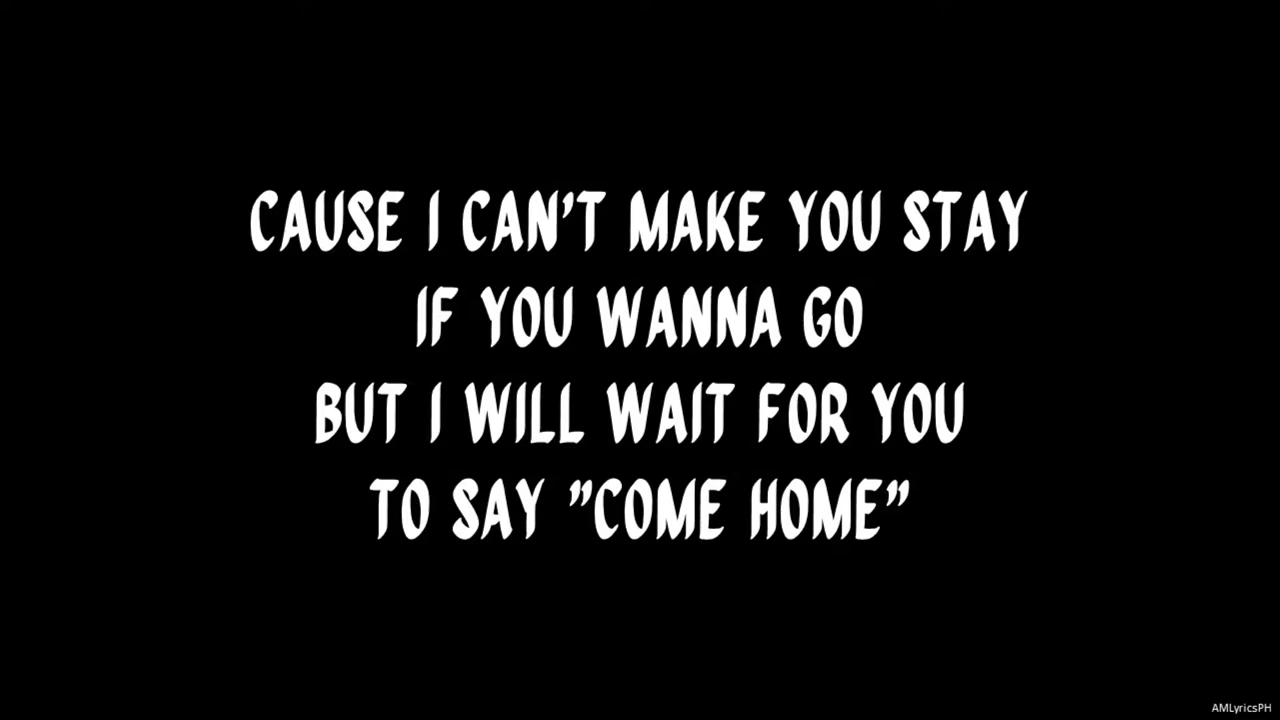 CAUSE I CAN'T MAKE YOU STAY
IF YOU WANNA GO
BUT I WILL WAIT FOR YOU
TO SAY "COME HOME"
AMLyricsPH